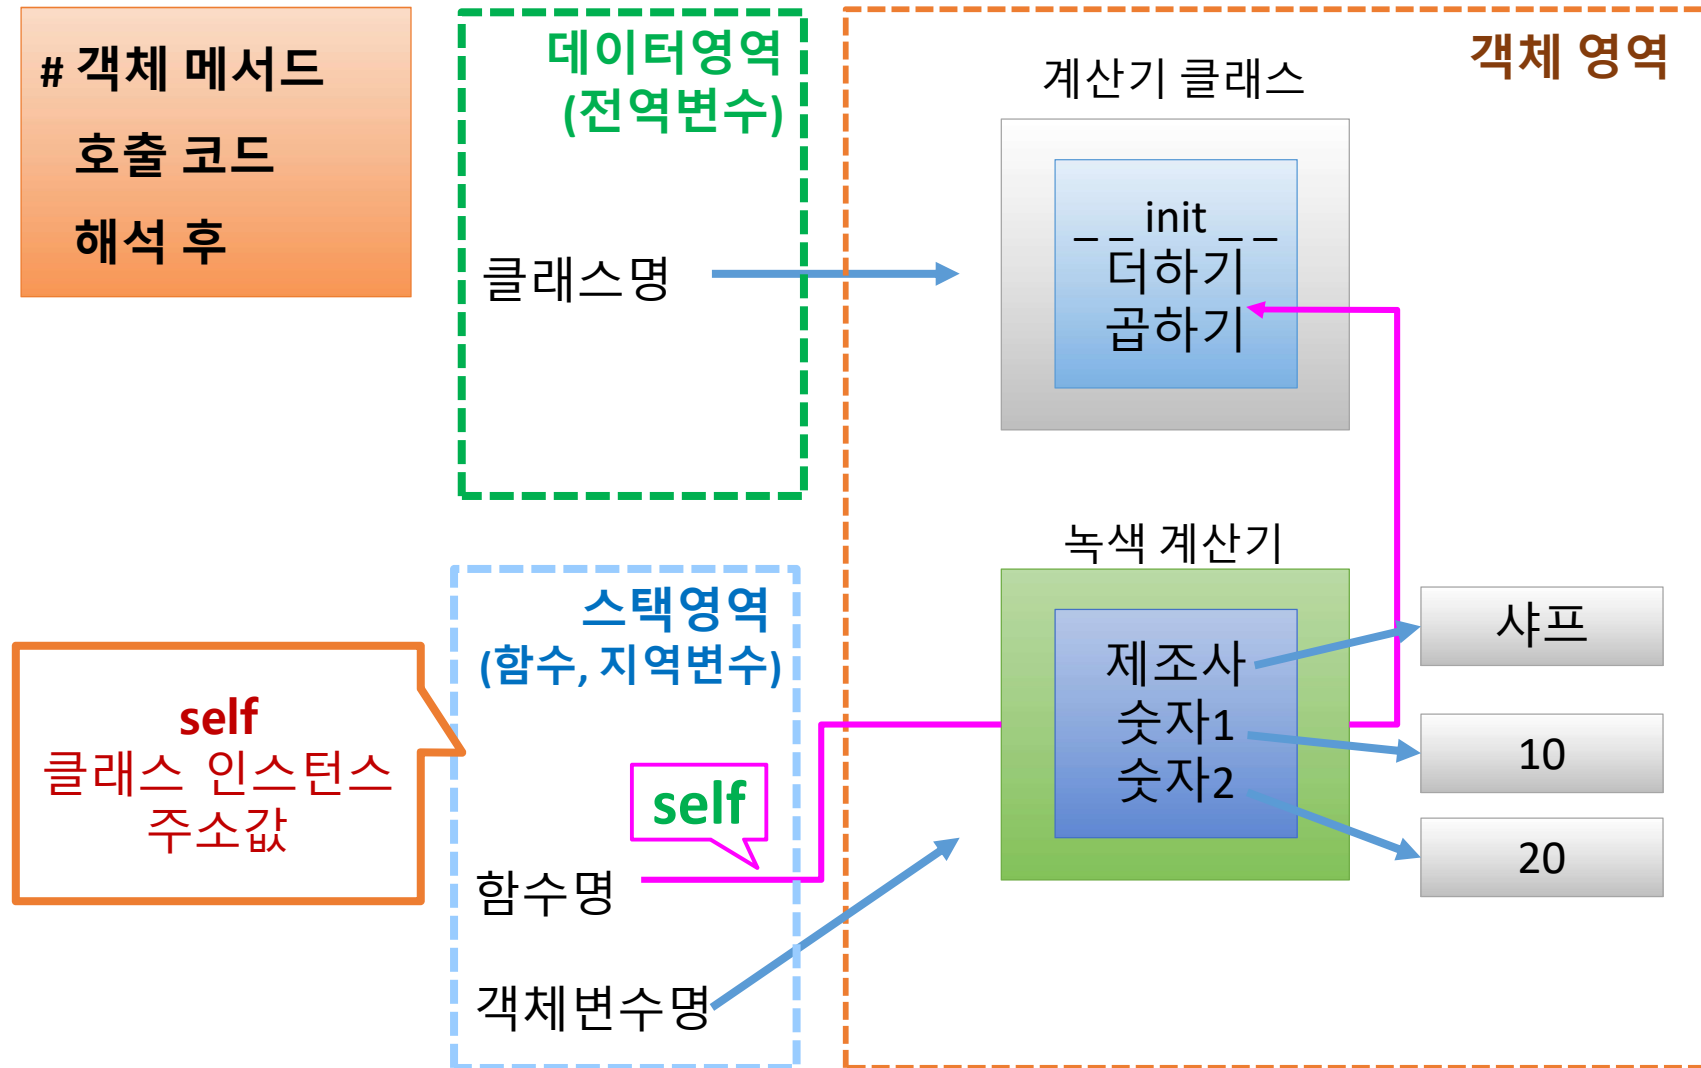 # 객체 메서드
호출 코드
해석 후
데이터영역
(전역변수)
클래스명
객체 영역
계산기 클래스
_ _ init _ _
더하기
곱하기
스택영역
(함수, 지역변수)
self
클래스 인스턴스
주소값
self
함수명
객체변수명
녹색 계산기
제조사
숫자1
숫자2
샤프
10
20